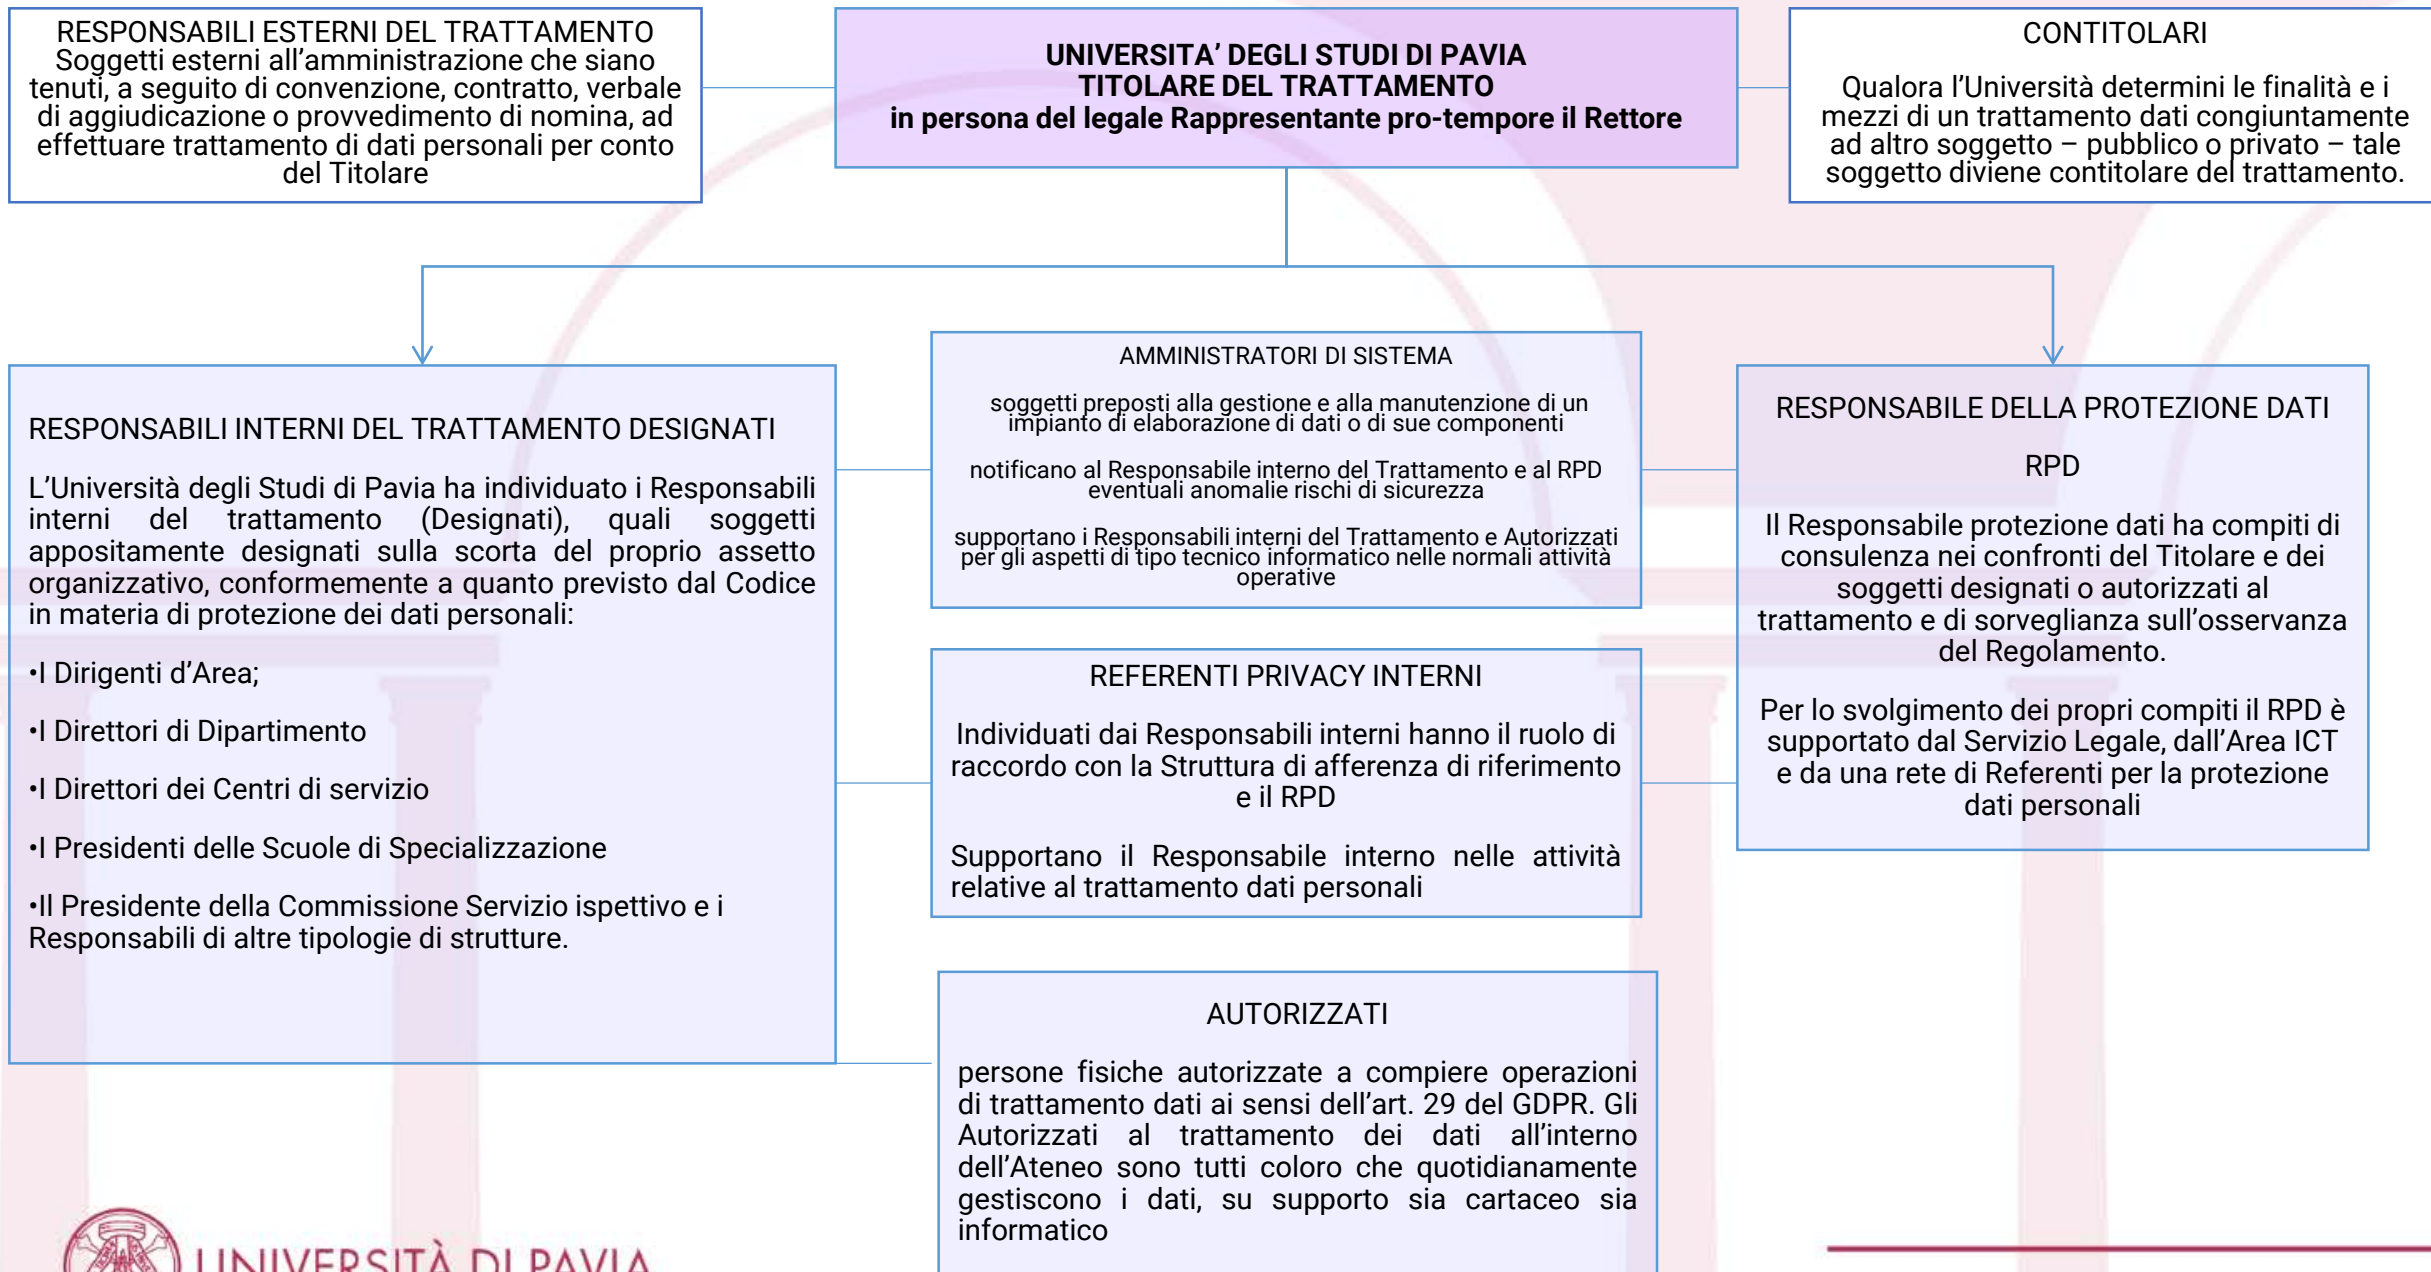 RESPONSABILI ESTERNI DEL TRATTAMENTO
Soggetti esterni all’amministrazione che siano
tenuti, a seguito di convenzione, contratto, verbale
di aggiudicazione o provvedimento di nomina, ad
effettuare trattamento di dati personali per conto
del Titolare
UNIVERSITA’ DEGLI STUDI DI PAVIA
TITOLARE DEL TRATTAMENTO
in persona del legale Rappresentante pro-tempore il Rettore
CONTITOLARI
Qualora l’Università determini le finalità e i
mezzi di un trattamento dati congiuntamente
ad altro soggetto – pubblico o privato – tale
soggetto diviene contitolare del trattamento.
RESPONSABILI INTERNI DEL TRATTAMENTO DESIGNATI
L’Università degli Studi di Pavia ha individuato i Responsabili
interni del trattamento (Designati), quali soggetti
appositamente designati sulla scorta del proprio assetto
organizzativo, conformemente a quanto previsto dal Codice
in materia di protezione dei dati personali:
•I Dirigenti d’Area;
•I Direttori di Dipartimento
•I Direttori dei Centri di servizio
•I Presidenti delle Scuole di Specializzazione
•Il Presidente della Commissione Servizio ispettivo e i
Responsabili di altre tipologie di strutture.
AMMINISTRATORI DI SISTEMA
soggetti preposti alla gestione e alla manutenzione di un
impianto di elaborazione di dati o di sue componenti
notificano al Responsabile interno del Trattamento e al RPD
eventuali anomalie rischi di sicurezza
supportano i Responsabili interni del Trattamento e Autorizzati
per gli aspetti di tipo tecnico informatico nelle normali attività
operative
REFERENTI PRIVACY INTERNI
Individuati dai Responsabili interni hanno il ruolo di
raccordo con la Struttura di afferenza di riferimento
e il RPD
Supportano il Responsabile interno nelle attività
relative al trattamento dati personali
AUTORIZZATI
persone fisiche autorizzate a compiere operazioni
di trattamento dati ai sensi dell’art. 29 del GDPR. Gli
Autorizzati al trattamento dei dati all’interno
dell’Ateneo sono tutti coloro che quotidianamente
gestiscono i dati, su supporto sia cartaceo sia
informatico
RESPONSABILE DELLA PROTEZIONE DATI
RPD
Il Responsabile protezione dati ha compiti di
consulenza nei confronti del Titolare e dei
soggetti designati o autorizzati al
trattamento e di sorveglianza sull’osservanza
del Regolamento.
Per lo svolgimento dei propri compiti il RPD è
supportato dal Servizio Legale, dall’Area ICT
e da una rete di Referenti per la protezione
dati personali
UNIVERSITÀ DI PAVIA